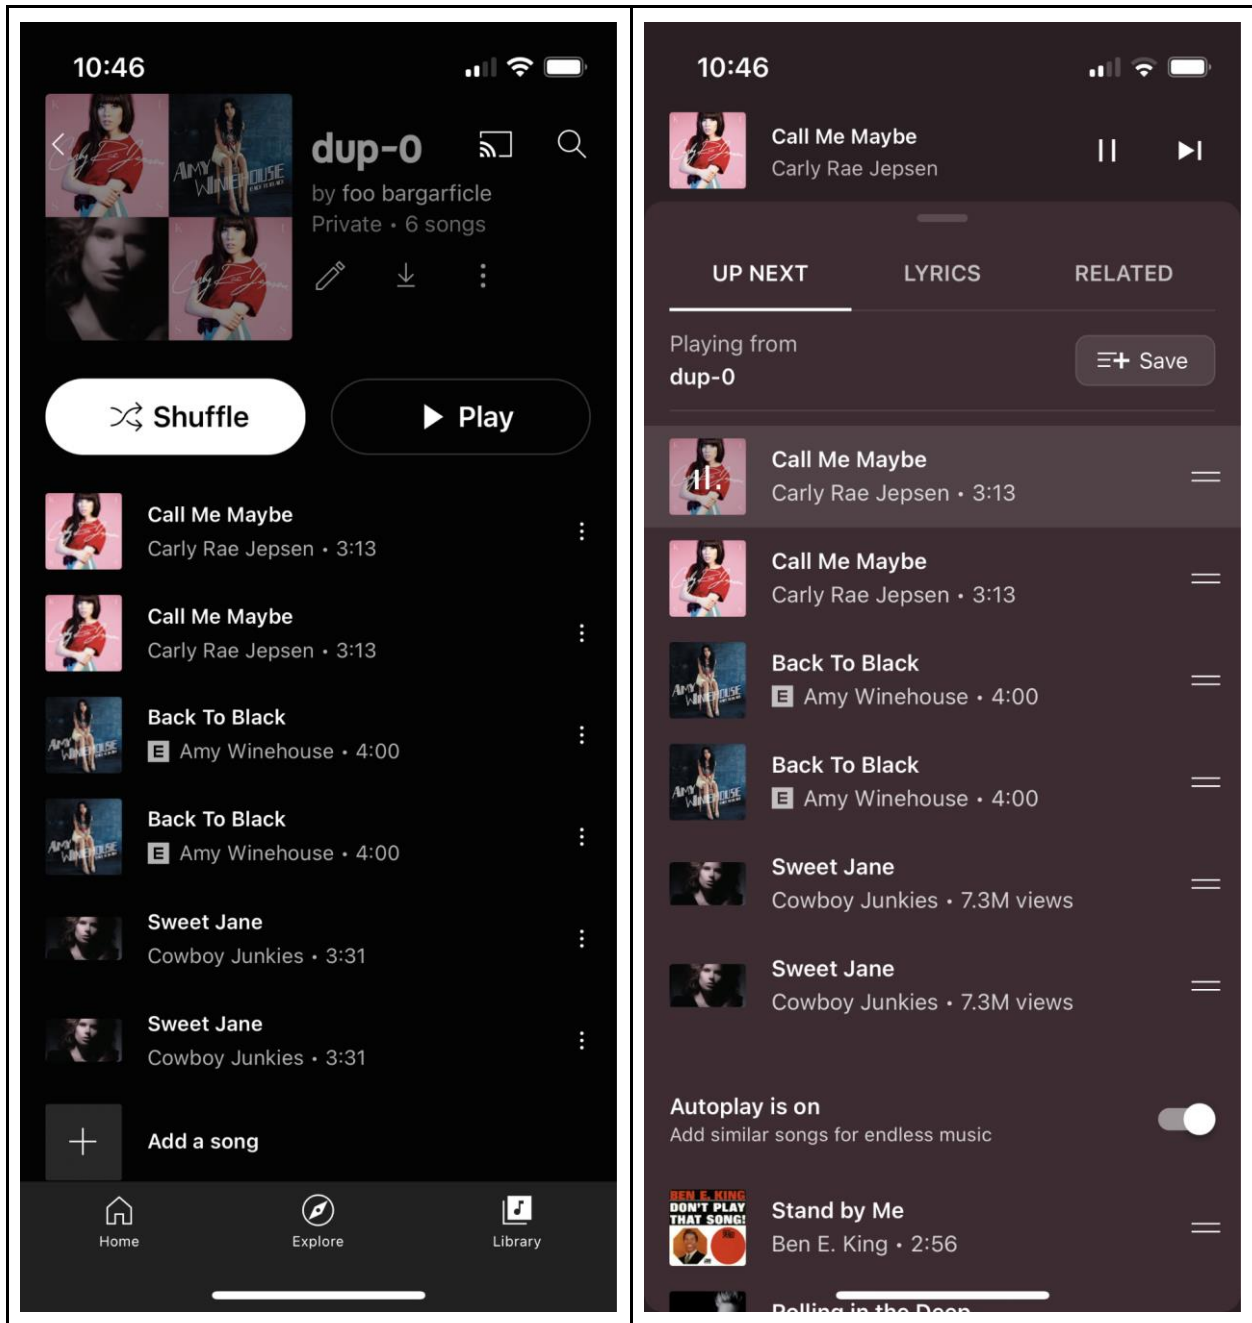 10:46
dup-0
by foo bargarficle
Private • 6 songs
Shuffle
Play
Call Me Maybe
Carly Rae Jepsen • 3:13
Call Me Maybe
Carly Rae Jepsen • 3:13
Back To Black
E Amy Winehouse • 4:00
Back To Black
E Amy Winehouse • 4:00
Sweet Jane
Cowboy Junkies • 3:31
Sweet Jane
Cowboy Junkies • 3:31
Add a song
Home
Explore
Library
10:46
Call Me Maybe
Carly Rae Jepsen
UP NEXT
LYRICS
RELATED
Playing from
dup-0
Save
Call Me Maybe
Carly Rae Jepsen • 3:13
Call Me Maybe
Carly Rae Jepsen • 3:13
Back To Black
E Amy Winehouse • 4:00
Back To Black
E Amy Winehouse • 4:00
Sweet Jane
Cowboy Junkies • 7.3M views
Sweet Jane
Cowboy Junkies • 7.3M views
Autoplay is on
Add similar songs for endless music
BEN E. KING
DON'T PLAY
THAT SONG!
Stand by Me
Ben E. King • 2:56
Rolling in the Deep